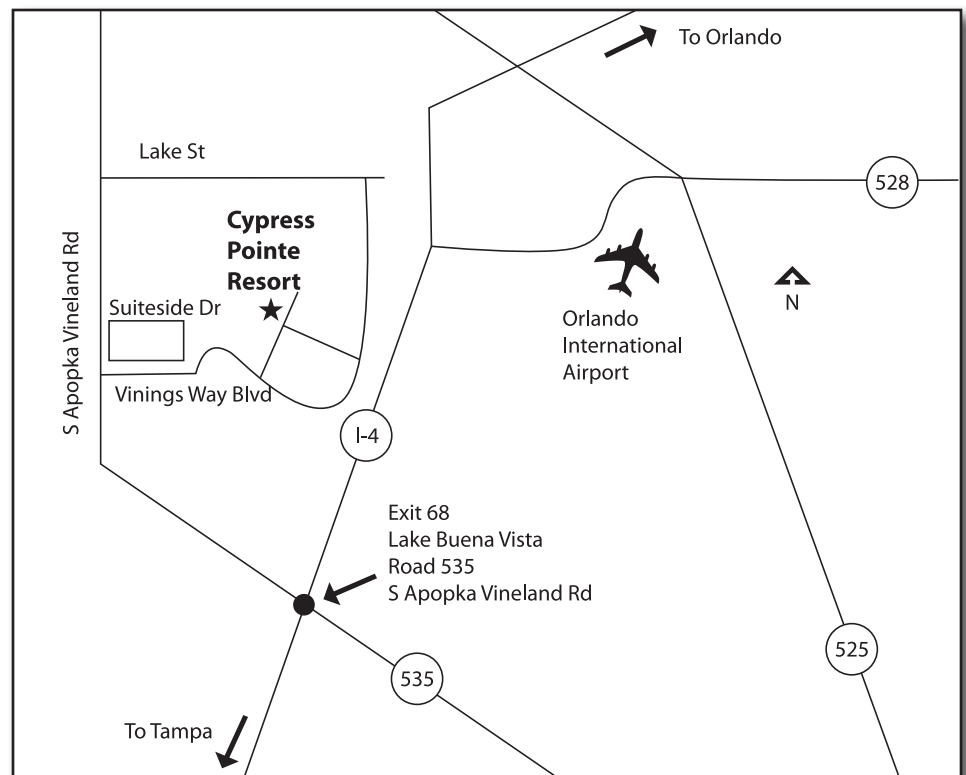 To Orlando
Lake St
528
Cypress
Pointe
Resort
S Apopka Vineland Rd
Suiteside Dr
N
Orlando
International
Airport
Vinings Way Blvd
I-4
Exit 68
Lake Buena Vista
Road 535
S Apopka Vineland Rd
525
535
To Tampa